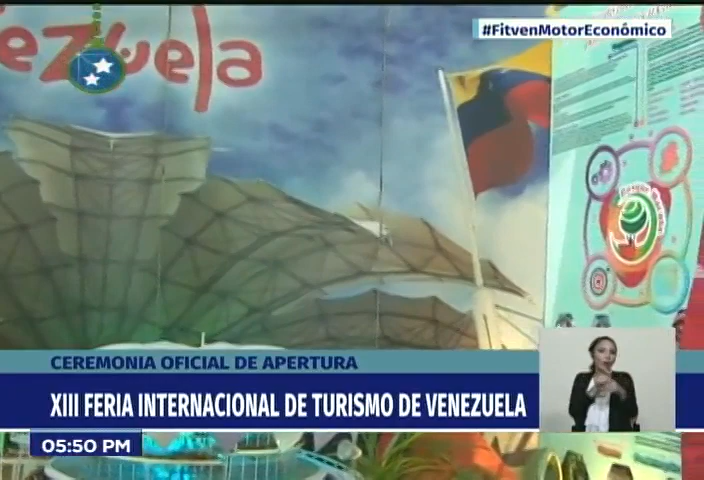 #FitvenMotorEconómico
ezuela
CEREMONIA OFICIAL DE APERTURA
XIII FERIA INTERNACIONAL DE TURISMO DE VENEZUELA
05:50 PM